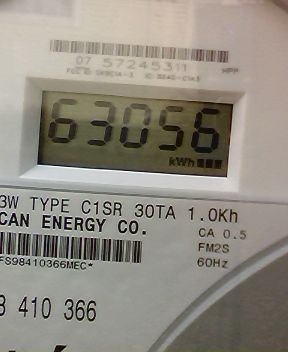 07 57245311
63056
kWh
3W TYPE C1SR 30TA 1.0Kh
CAN ENERGY CO.
CA 0.5
FM2S
60Hz
FS98410366MEC*
3 410 366